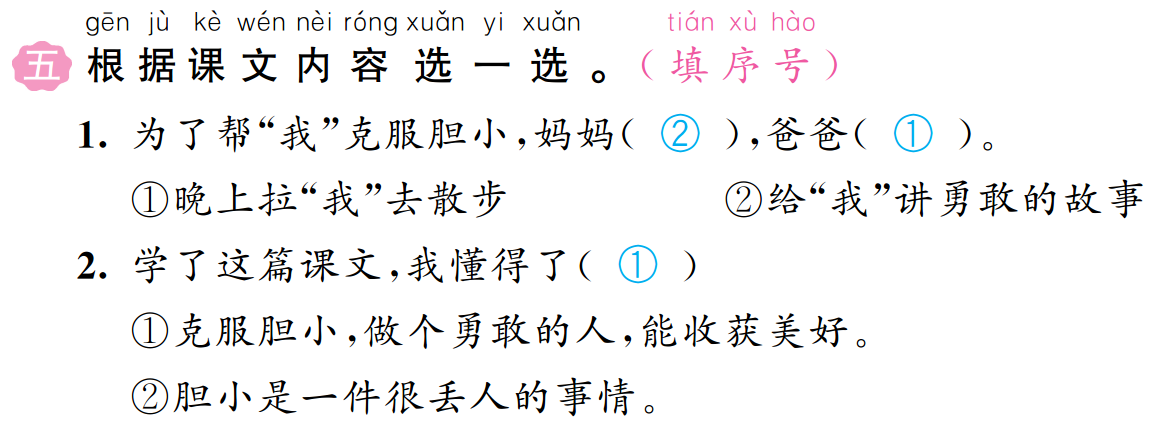 gēn jù kè wén nèi róng xuǎn yi xuǎn tián xù hào
五 根据课文内容选一选。（填序号）
1. 为了帮“我”克服胆小，妈妈（ ② ），爸爸（ ① ）。
①晚上拉“我”去散步 ②给“我”讲勇敢的故事
2. 学了这篇课文，我懂得了（ ① ）
①克服胆小，做个勇敢的人，能收获美好。
②胆小是一件很丢人的事情。